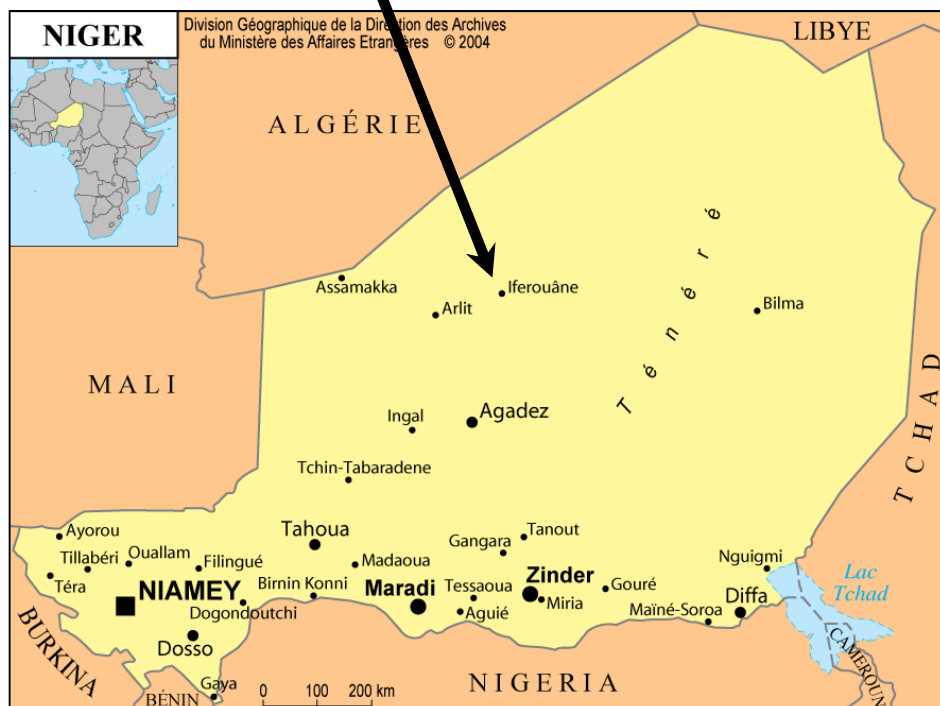 NIGER
Division Géographique de la Direction des Archives
du Ministère des Affaires Etrangères © 2004
LIBYE
ALGÉRIE
Ténéré
Assamakka
Iferouâne
Arlit
Bilma
MALI
TCHAD
Ingal
Agadez
Tchin-Tabaradene
Ayorou
Tahoua
Tanout
Gangara
Tillabéri
Ouallam
Filingué
Madaoua
Nguigmi
Téra
NIAMEY
Birnin Konni
Maradi
Tessaoua
Zinder
Gouré
Lac
Tchad
Dogondoutchi
Aguié
Miria
Maïné-Soroa
Diffa
BURKINA
Dosso
CAMEROUN
Gaya
BÉNIN
0 100 200 km
NIGERIA